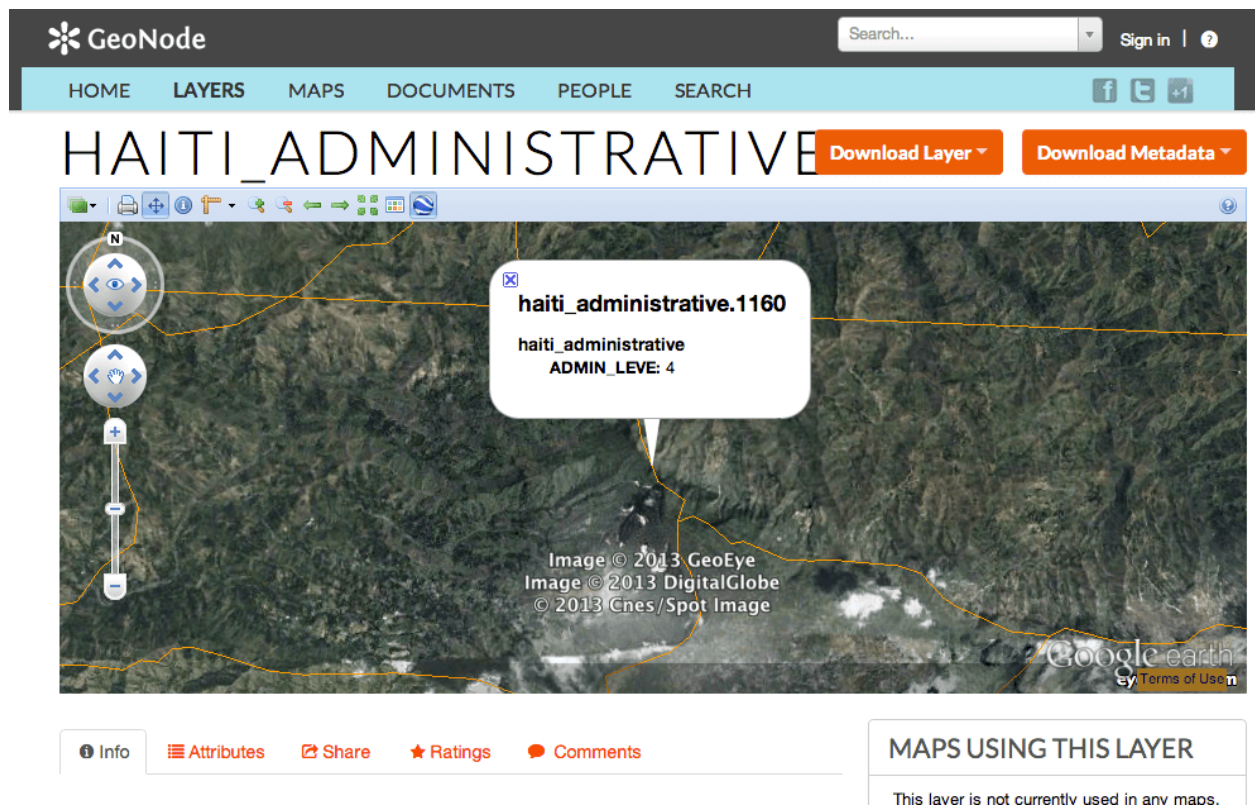 GeoNode
Search...
Sign in | ?
HOME LAYERS MAPS DOCUMENTS PEOPLE SEARCH
f t +1
HAITI_ADMINISTRATIVE
Download Layer
Download Metadata
N
haiti_administrative.1160
haiti_administrative
ADMIN_LEVE: 4
Image © 2013 GeoEye
Image © 2013 DigitalGlobe
© 2013 Cnes/Spot Image
Google earth
Terms of Use
Info Attributes Share Ratings Comments
MAPS USING THIS LAYER
This layer is not currently used in any maps.